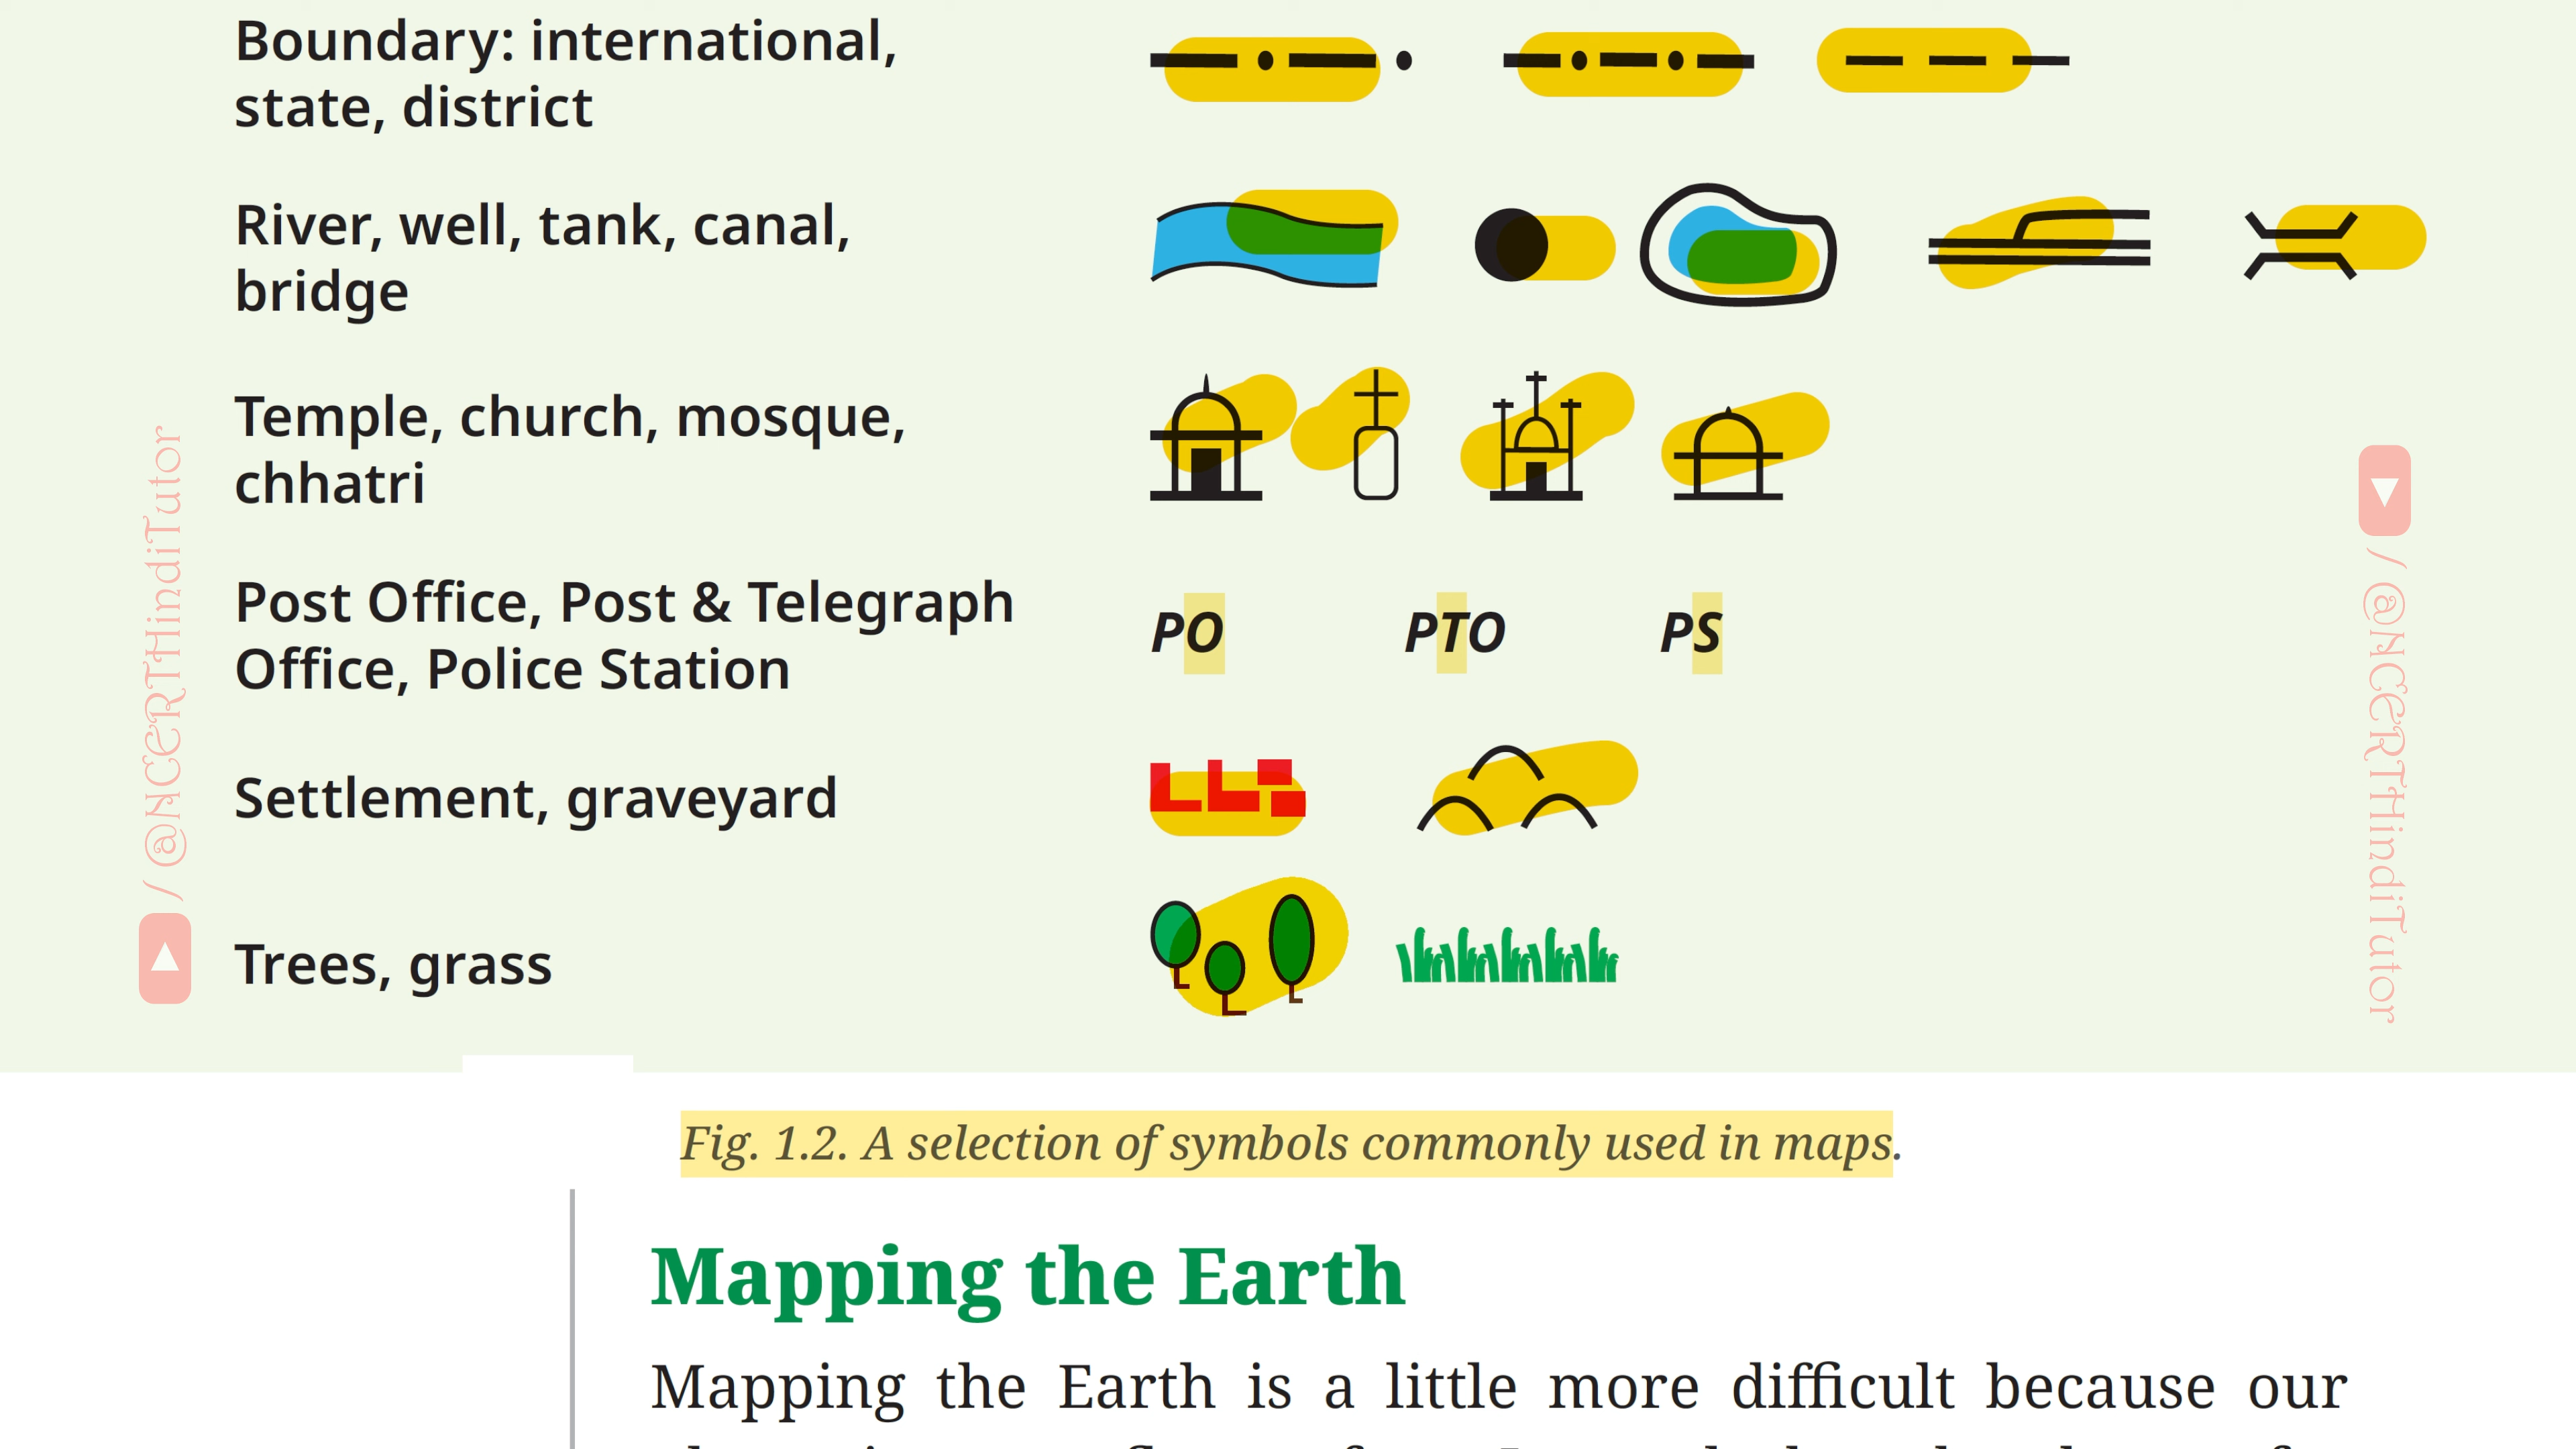 Boundary: international,
state, district
River, well, tank, canal,
bridge
Temple, church, mosque,
chhatri
Post Office, Post & Telegraph
Office, Police Station
PO PTO PS
Settlement, graveyard
Trees, grass
/ @NCERTHindiTutor
/ @NCERTHindiTutor
Fig. 1.2. A selection of symbols commonly used in maps.
Mapping the Earth
Mapping the Earth is a little more difficult because our